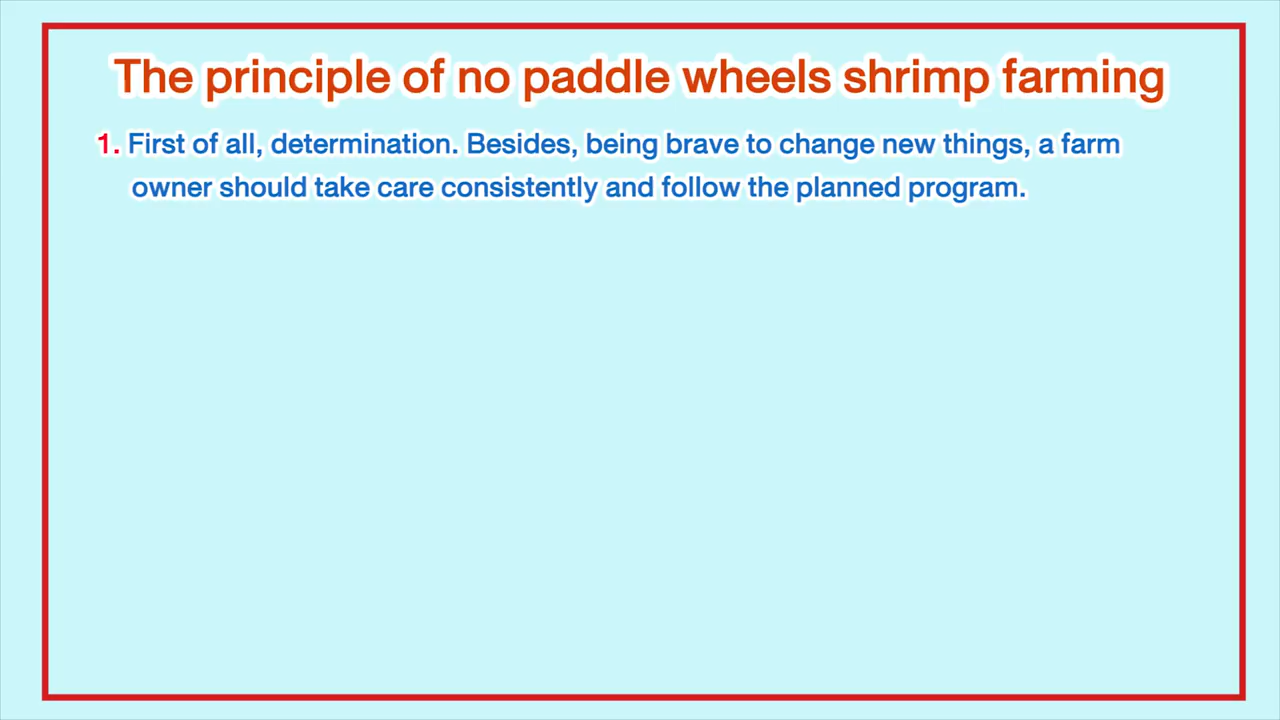 The principle of no paddle wheels shrimp farming
1. First of all, determination. Besides, being brave to change new things, a farm
owner should take care consistently and follow the planned program.